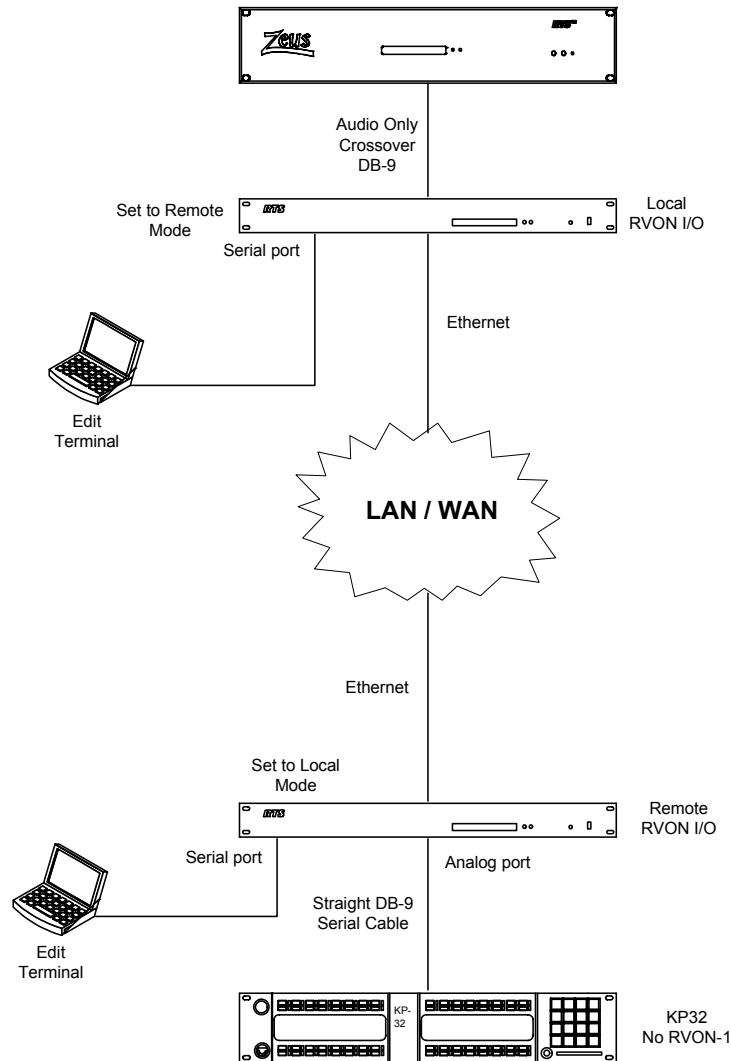 Zeus
RTS™
Audio Only
Crossover
DB-9
Set to Remote
Mode
RTS
Local
RVON I/O
Serial port
Ethernet
Edit
Terminal
LAN / WAN
Ethernet
Set to Local
Mode
RTS
Remote
RVON I/O
Serial port
Analog port
Straight DB-9
Serial Cable
Edit
Terminal
KP-
32
KP32
No RVON-1